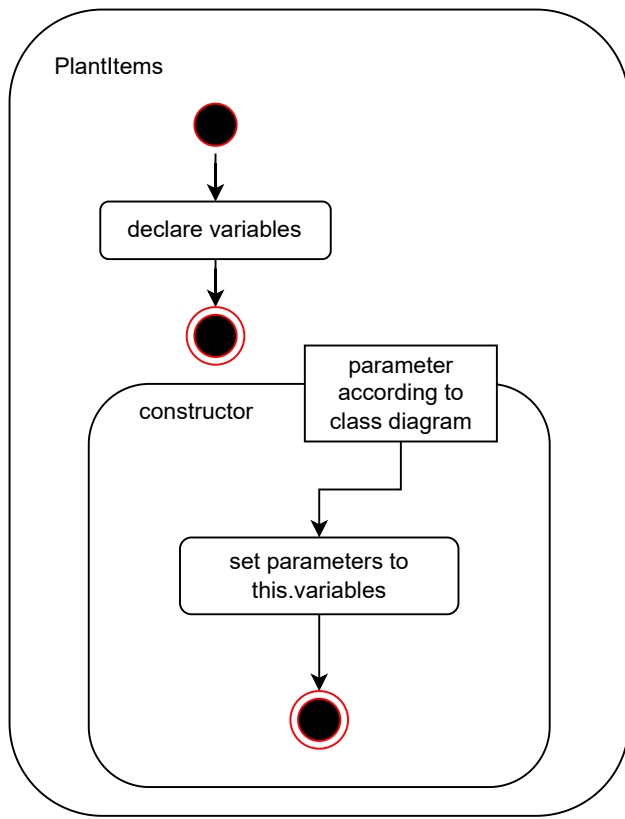 PlantItems
declare variables
parameter
according to
class diagram
constructor
set parameters to
this.variables